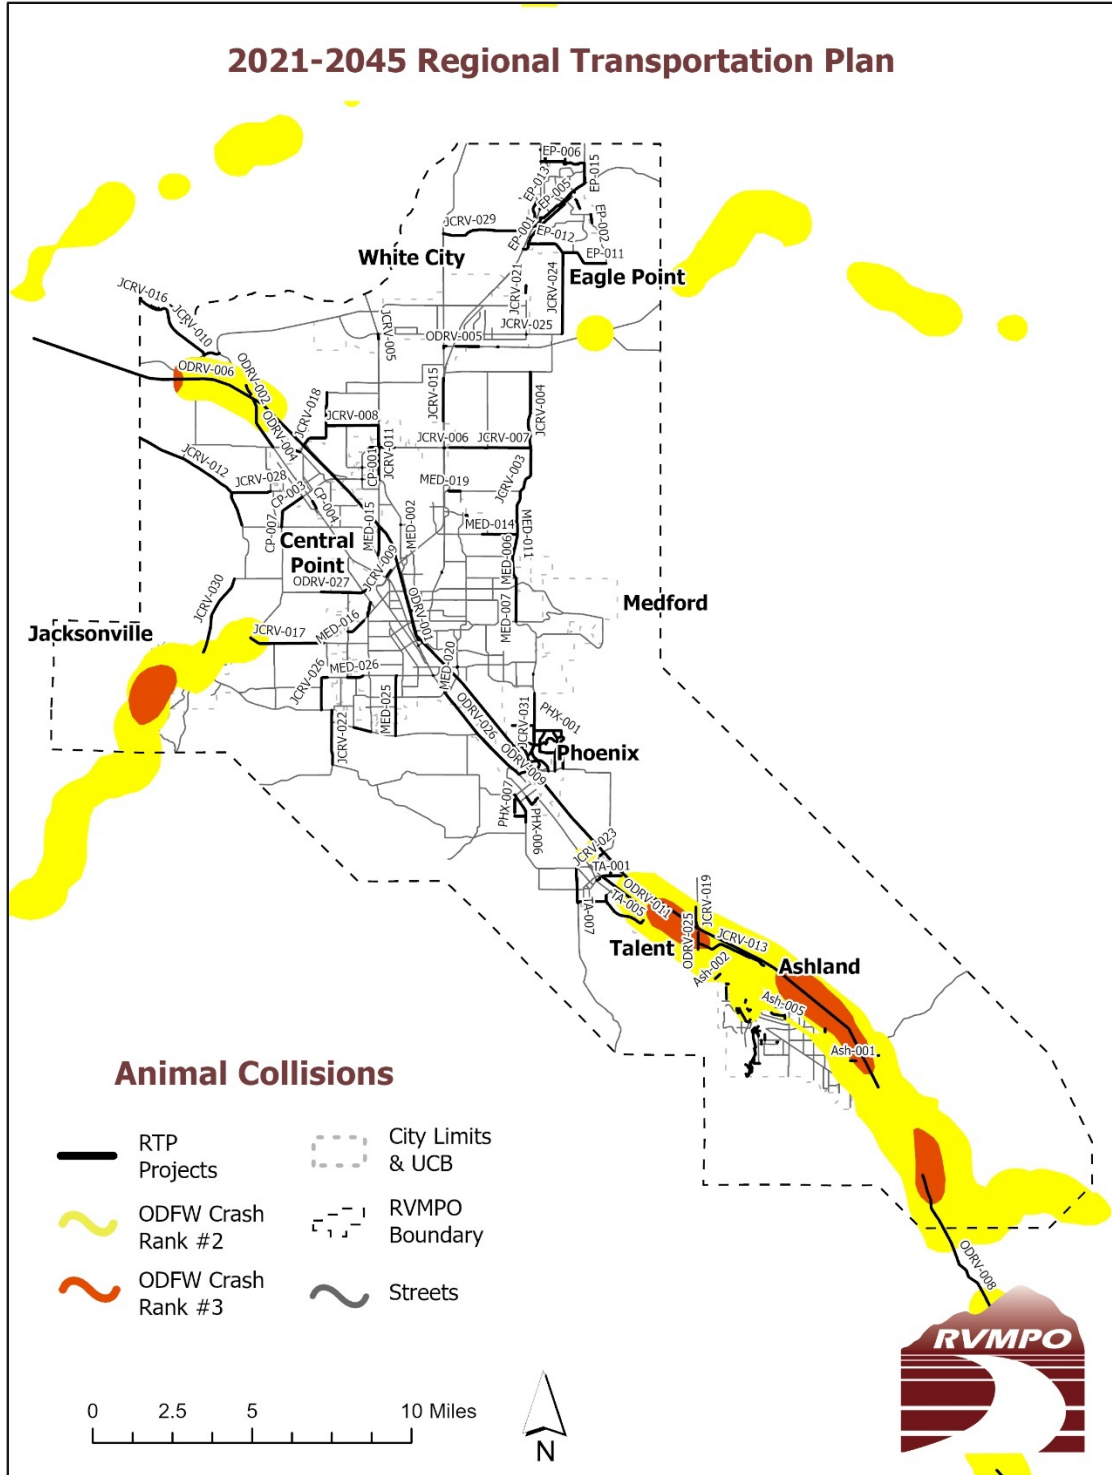 2021-2045 Regional Transportation Plan
EP-006
EP-013
EP-005
EP-015
EP-001
EP-002
EP-012
EP-011
JCRV-029
White City
Eagle Point
JCRV-021
JCRV-024
JCRV-025
JCRV-016
JCRV-010
JCRV-005
ODRV-005
ODRV-006
ODRV-002
ODRV-004
JCRV-018
JCRV-008
JCRV-015
JCRV-004
JCRV-006
JCRV-007
JCRV-011
CP-001
JCRV-003
JCRV-012
JCRV-028
CP-003
CP-004
CP-007
MED-019
MED-002
MED-015
MED-014
MED-011
MED-006
Central
Point
JCRV-009
ODRV-027
JCRV-030
MED-007
Medford
ODRV-001
Jacksonville
JCRV-017
MED-016
MED-020
JCRV-026
MED-026
MED-025
JCRV-022
ODRV-026
JCRV-031
PHX-001
Phoenix
ODRV-009
PHX-007
PHX-006
JCRV-023
TA-001
TA-005
TA-007
ODRV-011
JCRV-019
ODRV-025
JCRV-013
Talent
Ashland
Ash-002
Ash-005
Ash-001
ODRV-008
Animal Collisions
RTP
Projects
City Limits
& UCB
ODFW Crash
Rank #2
RVMPO
Boundary
ODFW Crash
Rank #3
Streets
0 2.5 5 10 Miles
N
RVMPO